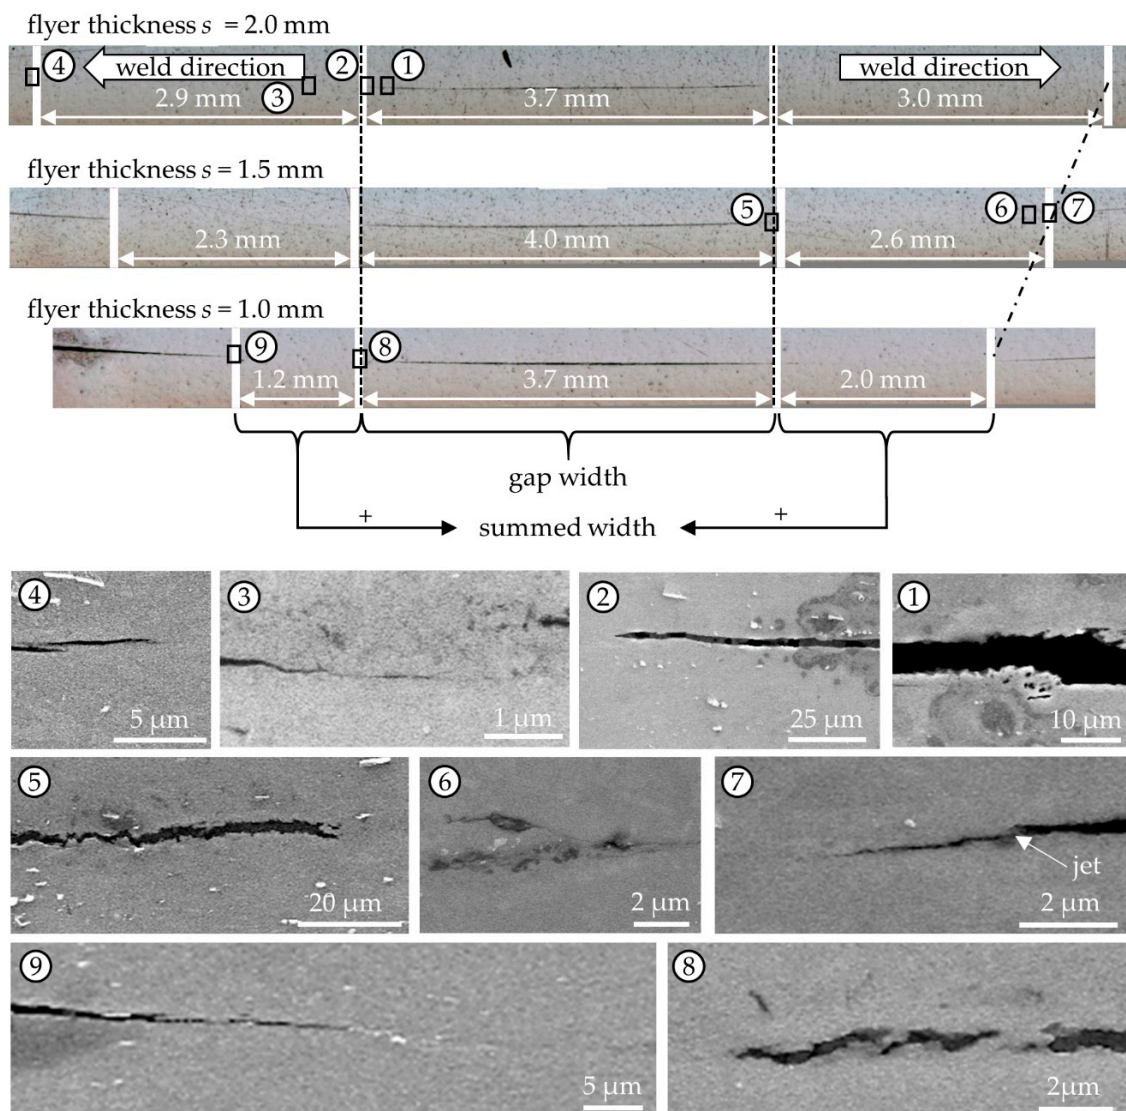 flyer thickness s = 2.0 mm
④ weld direction ② ① weld direction
2.9 mm ③ 3.7 mm 3.0 mm
flyer thickness s = 1.5 mm
⑤ ⑥ ⑦
2.3 mm 4.0 mm 2.6 mm
flyer thickness s = 1.0 mm
⑨ ⑧
1.2 mm 3.7 mm 2.0 mm
gap width
+ summed width +
④ ③ ② ①
5 µm 1 µm 25 µm 10 µm
⑤ ⑥ ⑦
jet
20 µm 2 µm 2 µm
⑨ ⑧
5 µm 2µm